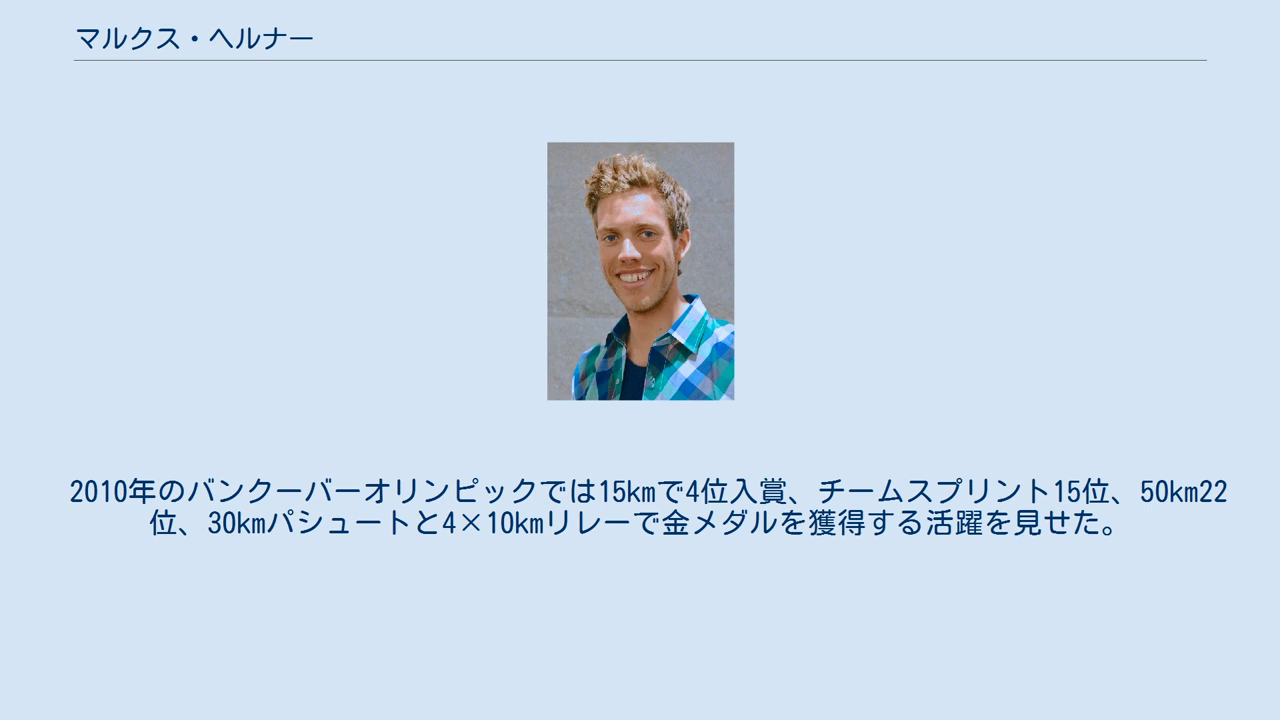 マルクス・ヘルナー
2010年のバンクーバーオリンピックでは15kmで4位入賞、チームスプリント15位、50km22
位、30kmパシュートと4×10kmリレーで金メダルを獲得する活躍を見せた。